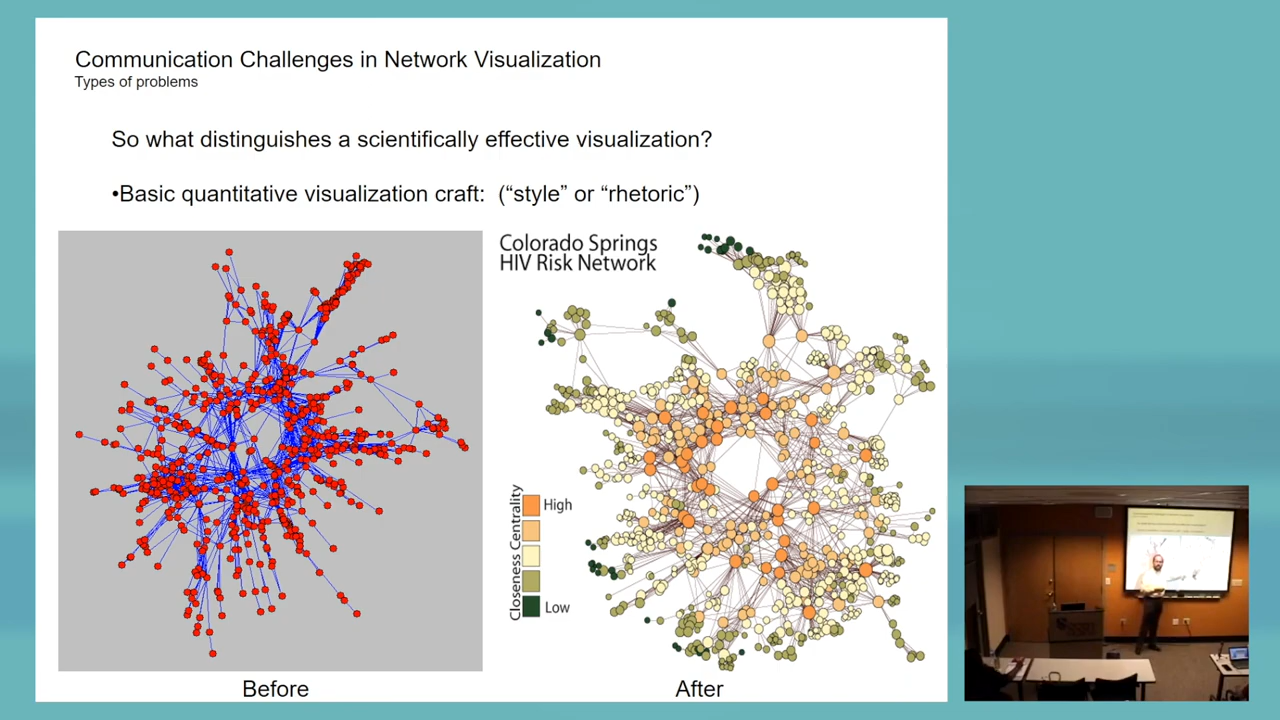 Communication Challenges in Network Visualization
Types of problems
So what distinguishes a scientifically effective visualization?
•Basic quantitative visualization craft:  (“style” or “rhetoric”)
Colorado Springs
HIV Risk Network
Closeness Centrality
High
Low
Before
After